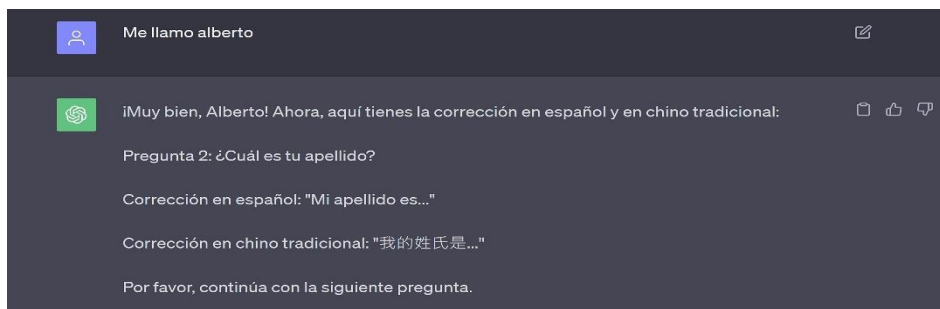 Me llamo alberto
¡Muy bien, Alberto! Ahora, aquí tienes la corrección en español y en chino tradicional:
Pregunta 2: ¿Cuál es tu apellido?
Corrección en español: "Mi apellido es..."
Corrección en chino tradicional: "我的姓氏是..."
Por favor, continúa con la siguiente pregunta.